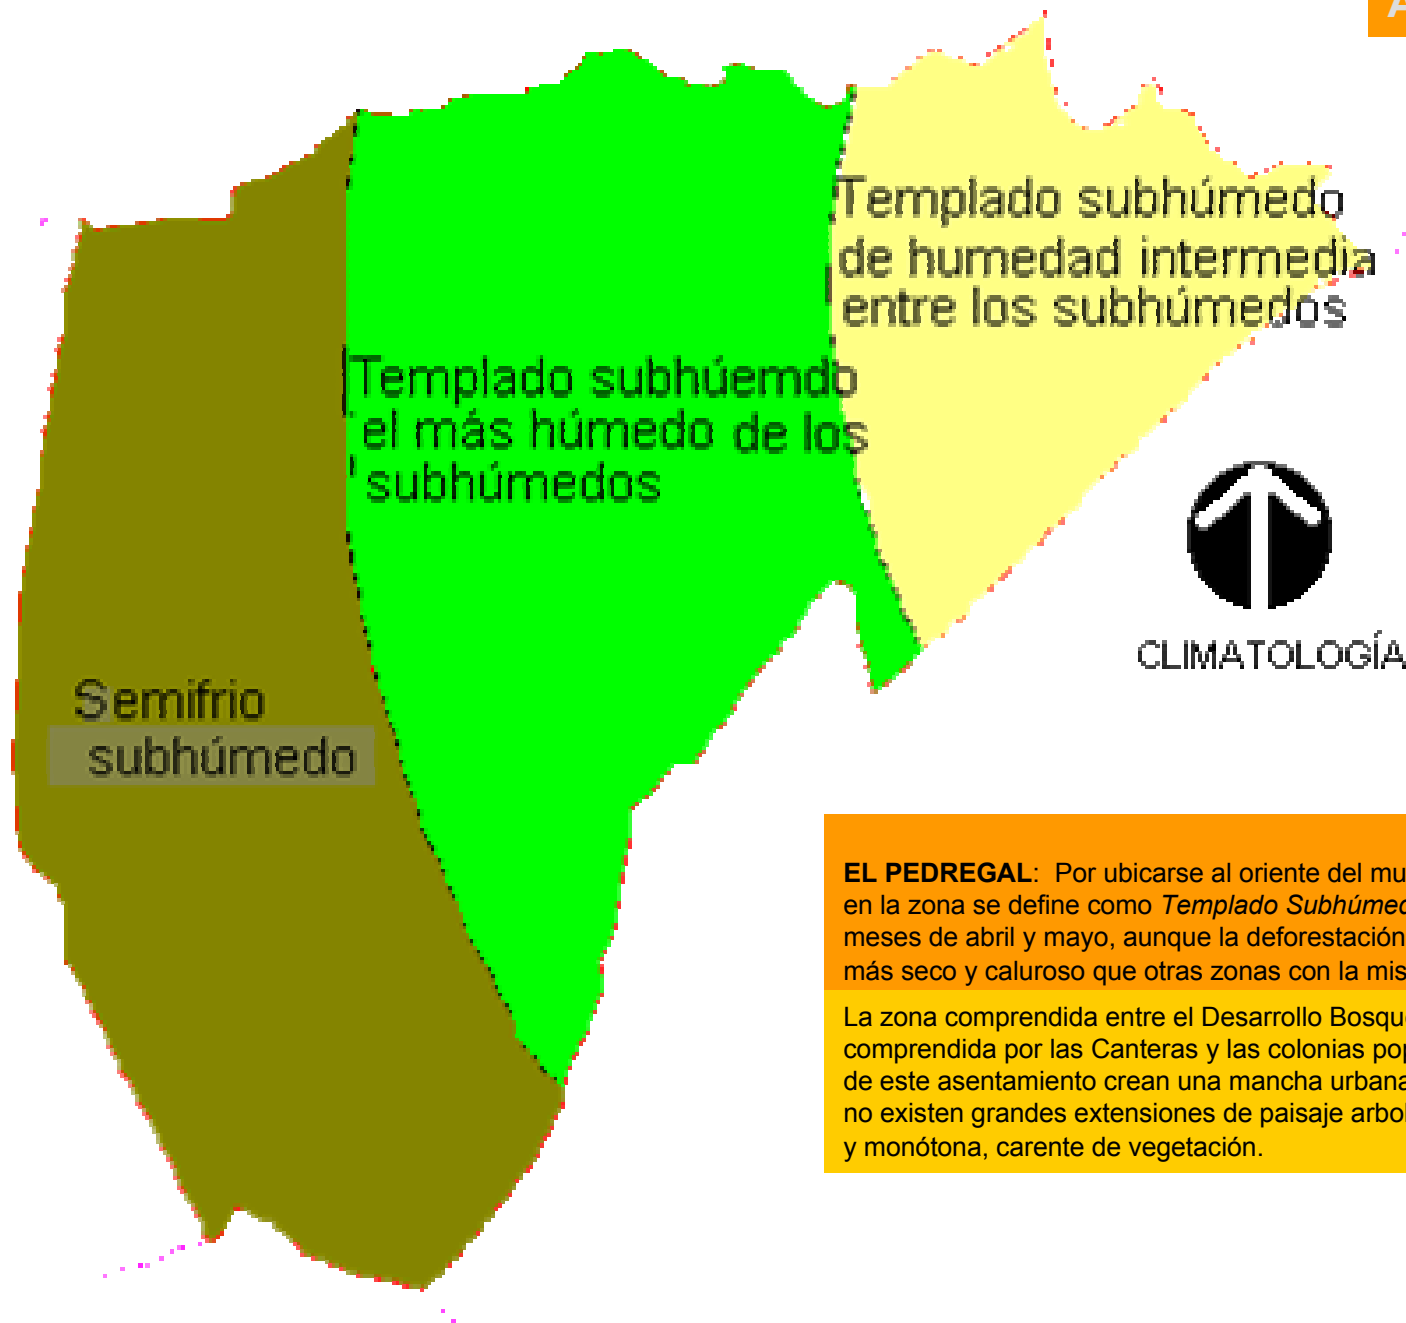 A
Templado subhúmedo
de humedad intermedia
entre los subhúmedos
Templado subhúemdo
el más húmedo de los
subhúmedos
CLIMATOLOGÍA
Semifrio
subhúmedo
EL PEDREGAL: Por ubicarse al oriente del mu
en la zona se define como Templado Subhúmed
meses de abril y mayo, aunque la deforestación
más seco y caluroso que otras zonas con la mis
La zona comprendida entre el Desarrollo Bosque
comprendida por las Canteras y las colonias pop
de este asentamiento crean una mancha urbana
no existen grandes extensiones de paisaje arbol
y monótona, carente de vegetación.